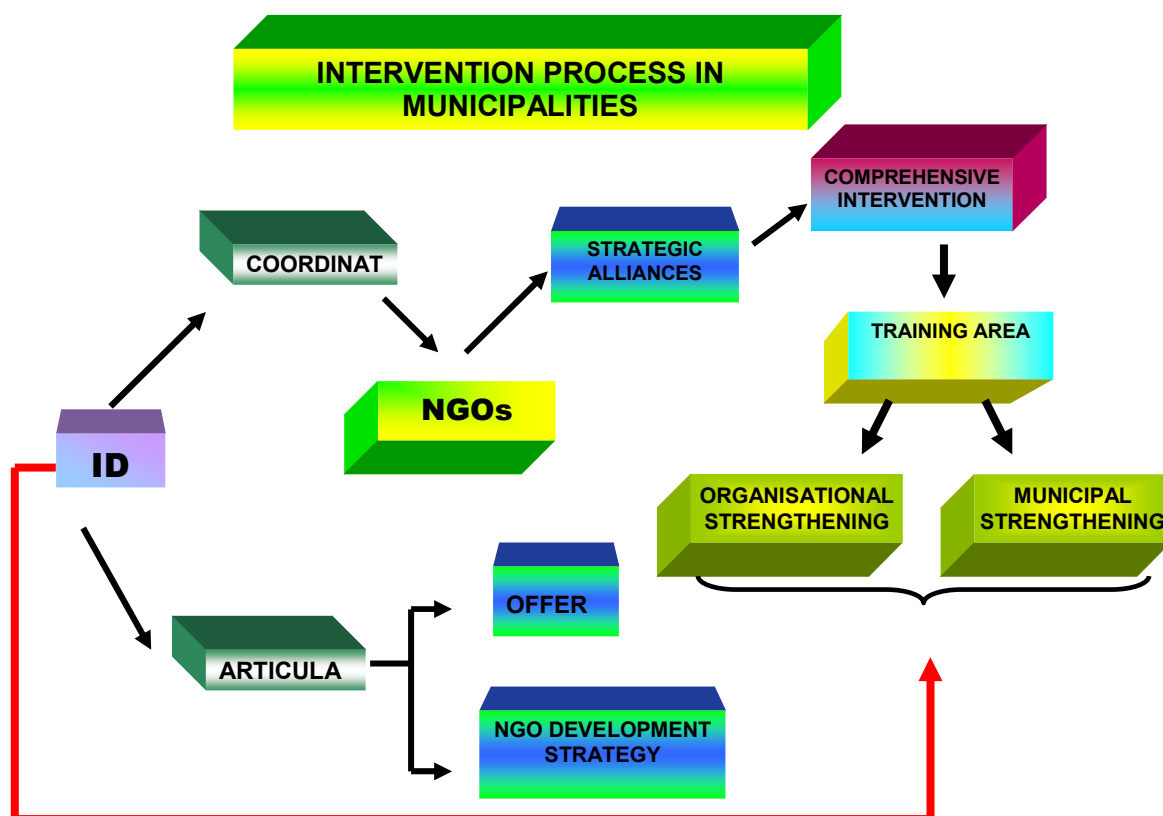 INTERVENTION PROCESS IN
MUNICIPALITIES
COMPREHENSIVE
INTERVENTION
COORDINAT
STRATEGIC
ALLIANCES
TRAINING AREA
NGOs
ID
ORGANISATIONAL
STRENGTHENING
MUNICIPAL
STRENGTHENING
OFFER
ARTICULA
NGO DEVELOPMENT
STRATEGY